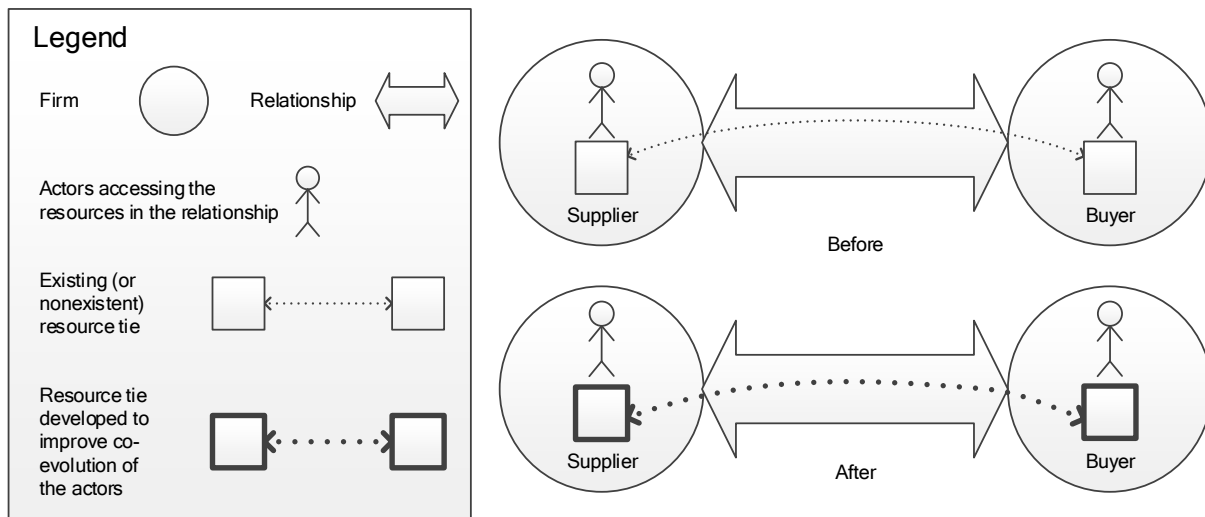 Legend
Firm
Relationship
Actors accessing the
resources in the relationship
Existing (or
nonexistent)
resource tie
Resource tie
developed to
improve co-
evolution of
the actors
Supplier
Buyer
Before
Supplier
Buyer
After